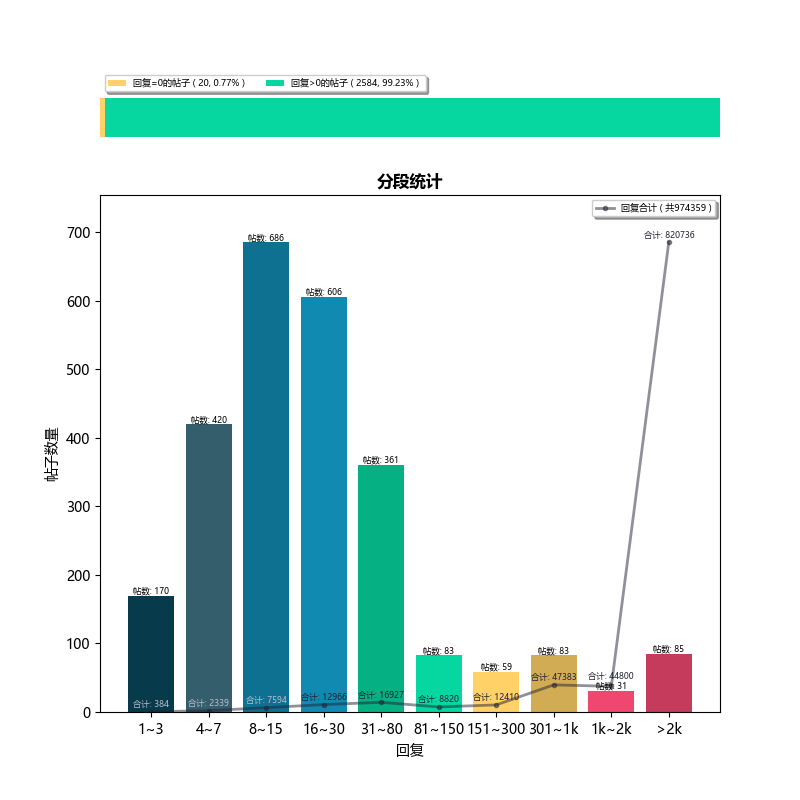 回复=0的帖子 ( 20, 0.77% ) 回复>0的帖子 ( 2584, 99.23% )
分段统计
回复合计 ( 共974359 )
帖子数量
700
600
500
400
300
200
100
0
帖数: 170
帖数: 420
帖数: 686
帖数: 606
帖数: 361
帖数: 83
帖数: 59
帖数: 83
帖数: 31
帖数: 85
合计: 384
合计: 2339
合计: 7594
合计: 12966
合计: 16927
合计: 8820
合计: 12410
合计: 47383
合计: 44800
合计: 820736
1~3 4~7 8~15 16~30 31~80 81~150 151~300 301~1k 1k~2k >2k
回复